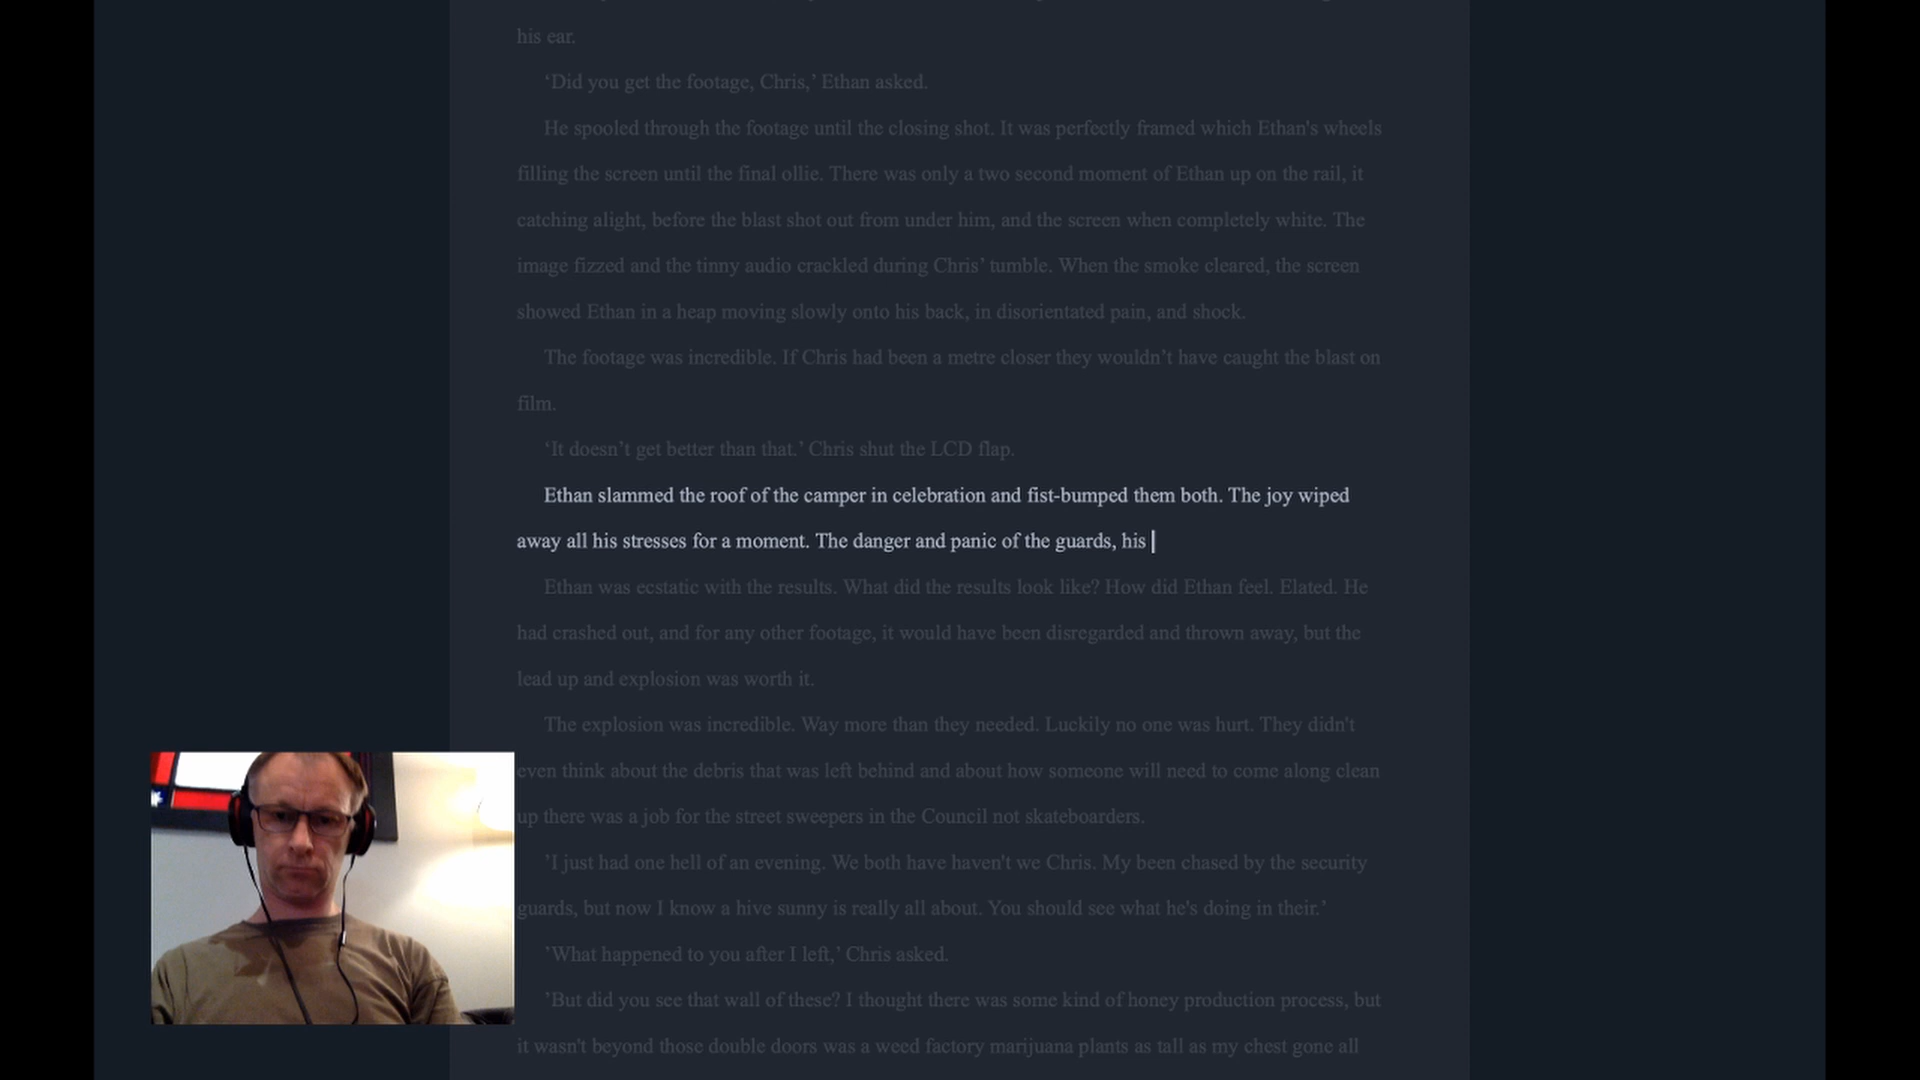 his ear.
‘Did you get the footage, Chris,’ Ethan asked.
He spooled through the footage until the closing shot. It was perfectly framed which Ethan's wheels
filling the screen until the final ollie. There was only a two second moment of Ethan up on the rail, it
catching alight, before the blast shot out from under him, and the screen when completely white. The
image fizzed and the tinny audio crackled during Chris’ tumble. When the smoke cleared, the screen
showed Ethan in a heap moving slowly onto his back, in disorientated pain, and shock.
The footage was incredible. If Chris had been a metre closer they wouldn’t have caught the blast on
film.
‘It doesn’t get better than that.’ Chris shut the LCD flap.
Ethan slammed the roof of the camper in celebration and fist-bumped them both. The joy wiped
away all his stresses for a moment. The danger and panic of the guards, his
Ethan was ecstatic with the results. What did the results look like? How did Ethan feel. Elated. He
had crashed out, and for any other footage, it would have been disregarded and thrown away, but the
lead up and explosion was worth it.
The explosion was incredible. Way more than they needed. Luckily no one was hurt. They didn't
even think about the debris that was left behind and about how someone will need to come along clean
up there was a job for the street sweepers in the Council not skateboarders.
’I just had one hell of an evening. We both have haven't we Chris. My been chased by the security
guards, but now I know a hive sunny is really all about. You should see what he's doing in their.’
’What happened to you after I left,’ Chris asked.
’But did you see that wall of these? I thought there was some kind of honey production process, but
it wasn't beyond those double doors was a weed factory marijuana plants as tall as my chest gone all